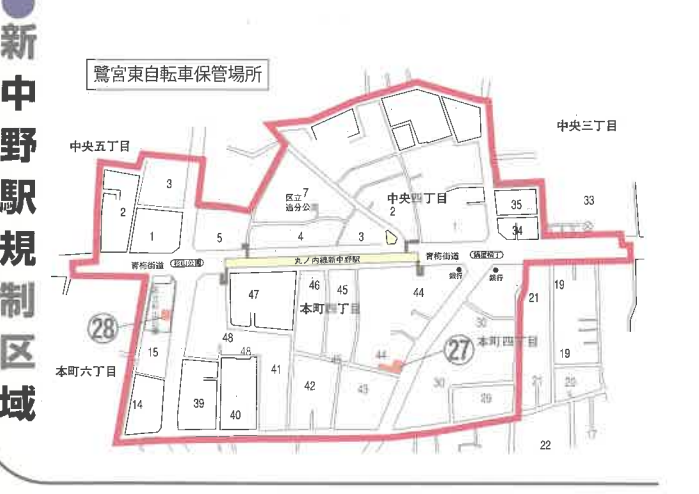 新中野駅規制区域
鷺宮東自転車保管場所
中央五丁目
中央三丁目
3
2
1
5
区立
追分公園
7
4
3
中央四丁目
2
1
35
34
33
青梅街道
杉山公園
丸ノ内線新中野駅
青梅街道
鍋屋横丁
銀行
銀行
47
46
45
44
本町四丁目
21
19
30
28
27
本町四丁目
15
48
48
41
45
44
19
本町六丁目
14
39
40
42
43
30
29
21
20
22
17